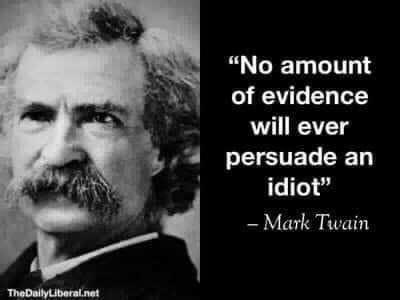 “No amount
of evidence
will ever
persuade an
idiot”
– Mark Twain
TheDailyLiberal.net